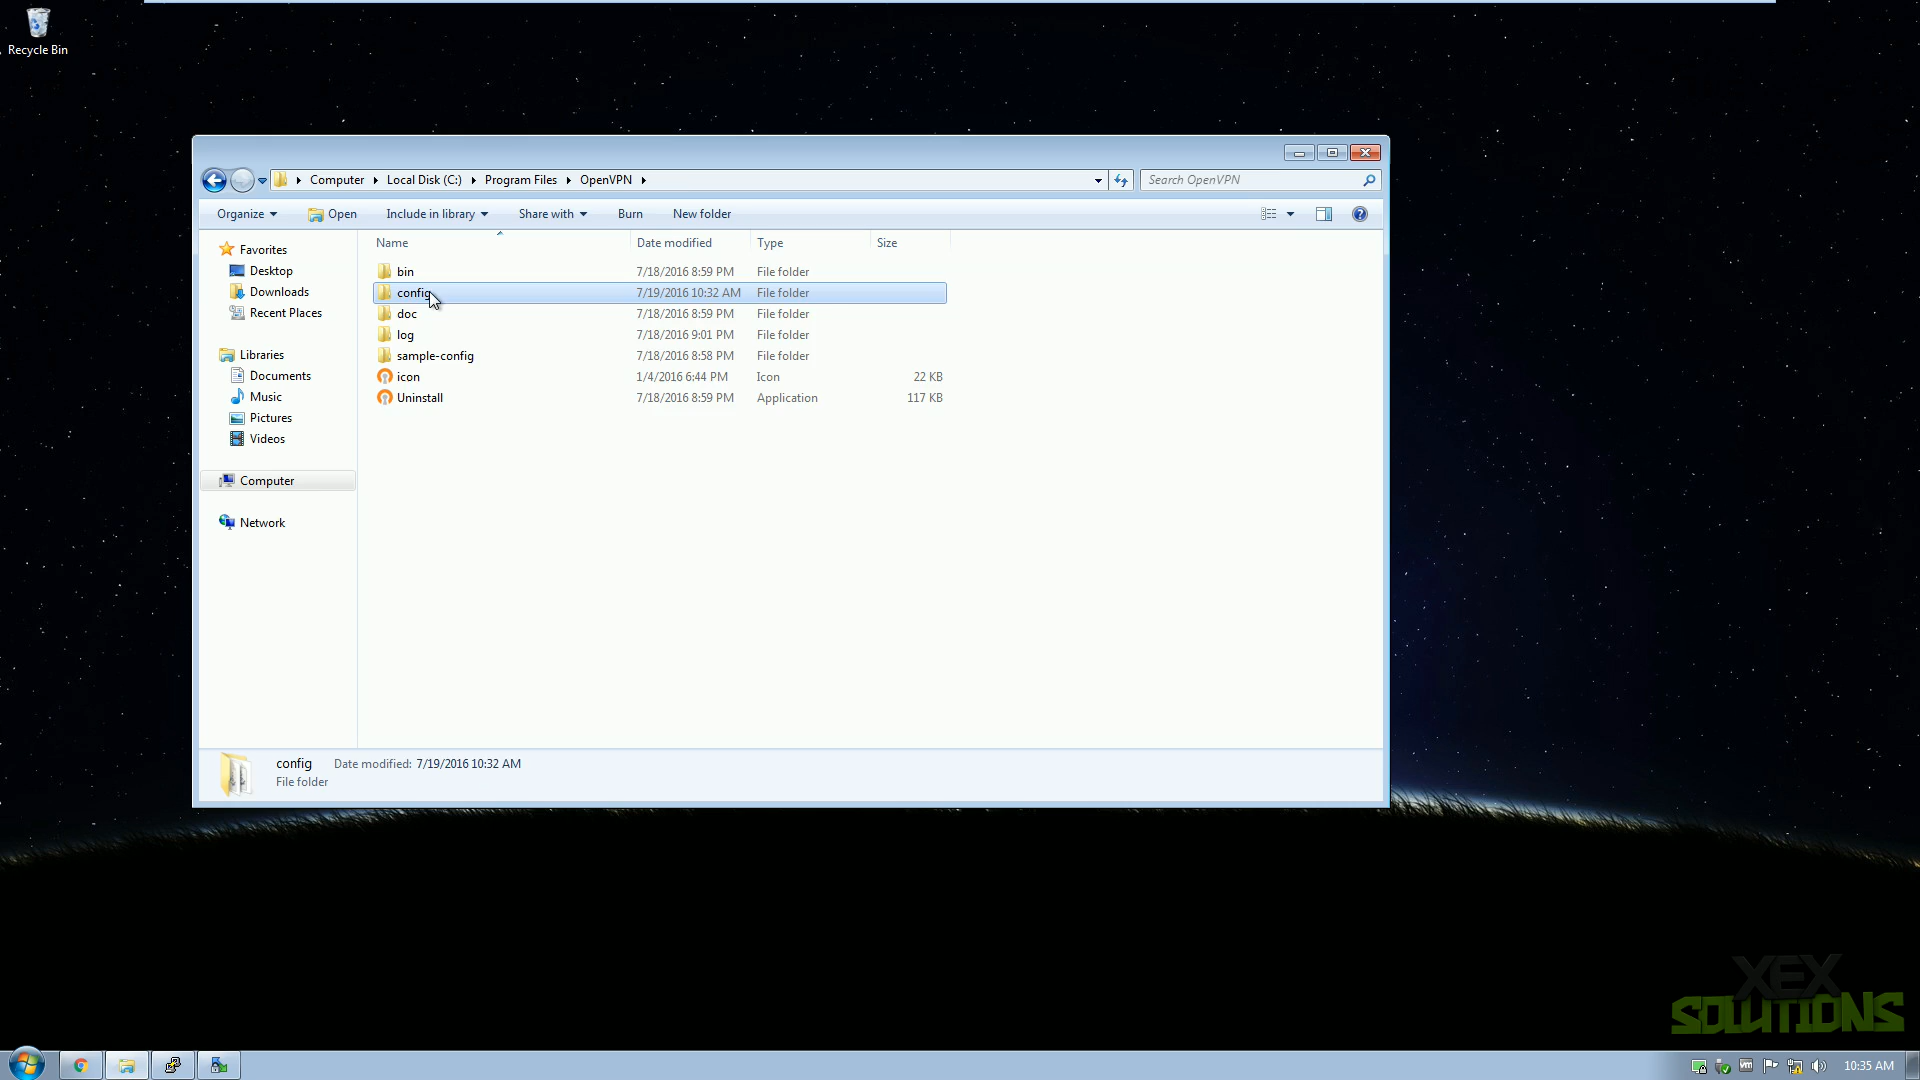 Recycle Bin
Computer Local Disk (C:) Program Files OpenVPN
Search OpenVPN
Organize Open Include in library Share with Burn New folder
Name Date modified Type Size
Favorites
Desktop
Downloads
Recent Places
Libraries
Documents
Music
Pictures
Videos
Computer
Network
bin 7/18/2016 8:59 PM File folder
config 7/19/2016 10:32 AM File folder
doc 7/18/2016 8:59 PM File folder
log 7/18/2016 9:01 PM File folder
sample-config 7/18/2016 8:58 PM File folder
icon 1/4/2016 6:44 PM Icon 22 KB
Uninstall 7/18/2016 8:59 PM Application 117 KB
config Date modified: 7/19/2016 10:32 AM
File folder
XEX
SOLUTIONS
vm 10:35 AM